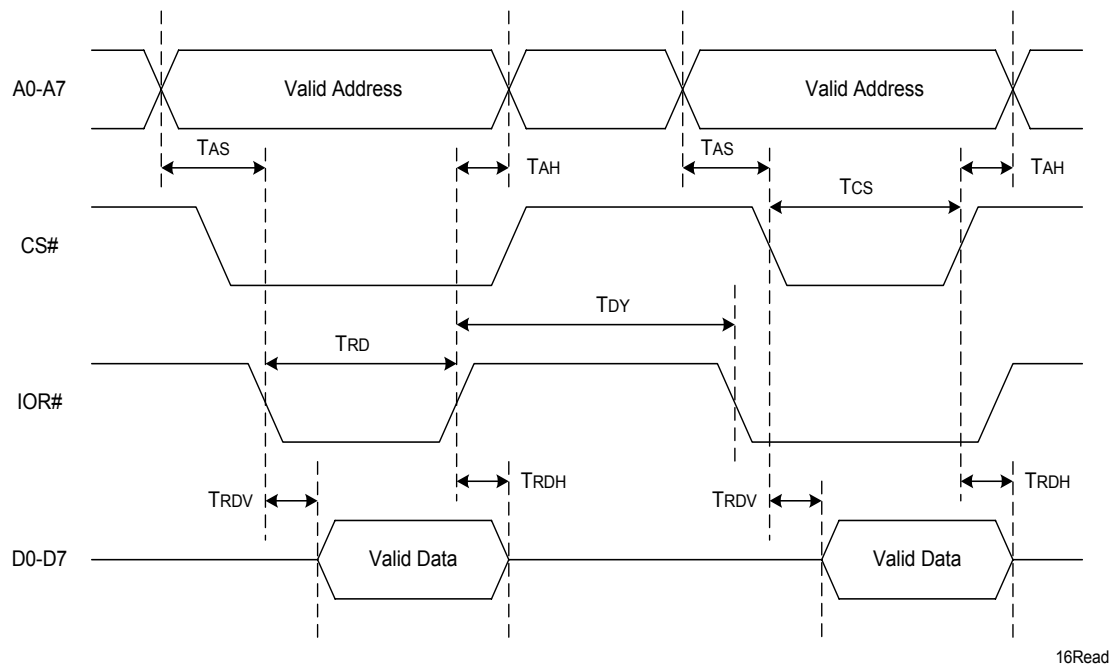 A0-A7 Valid Address Valid Address
TAS TAH TAS TAH
TCS
CS#
TDY
TRD
IOR#
TRDV TRDH TRDV TRDH
D0-D7 Valid Data Valid Data
16Read